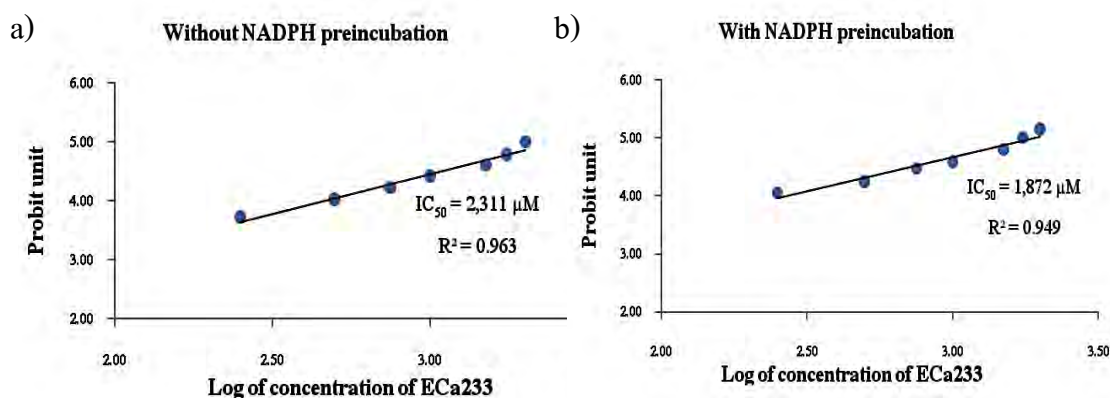 a)
Without NADPH preincubation
6.00
5.00
4.00
3.00
2.00
Probit unit
IC50 = 2,311 µM
R² = 0.963
2.00 2.50 3.00
Log of concentration of ECa233
b)
With NADPH preincubation
6.00
5.00
4.00
3.00
2.00
Probit unit
IC50 = 1,872 µM
R² = 0.949
2.00 2.50 3.00 3.50
Log of concentration of ECa233